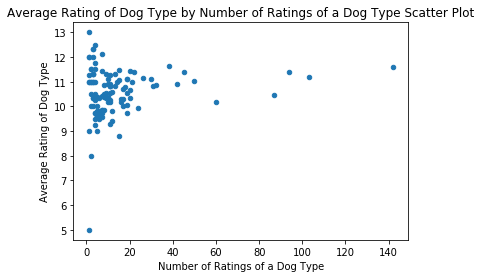 Average Rating of Dog Type by Number of Ratings of a Dog Type Scatter Plot
13
12
11
10
9
8
7
6
5
Average Rating of Dog Type
0 20 40 60 80 100 120 140
Number of Ratings of a Dog Type